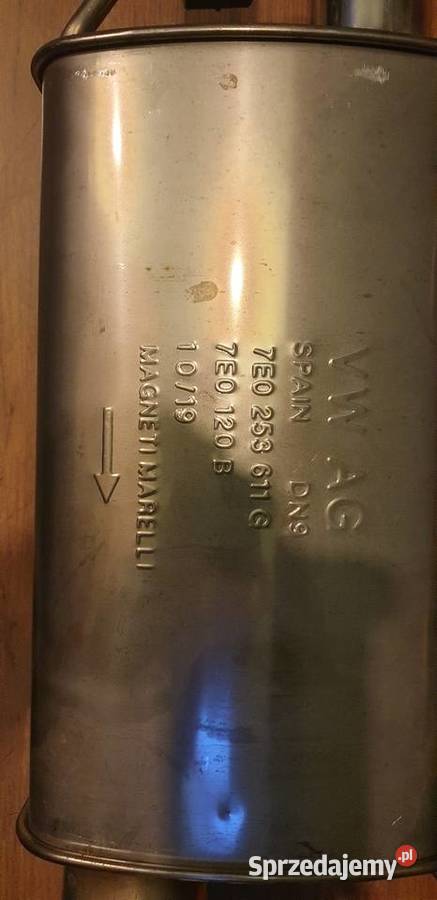 VW AG
SPAIN DN9
7E0 253 611 G
7E0 120 B
10/19
MAGNETI MARELLI
Sprzedajemy.pl